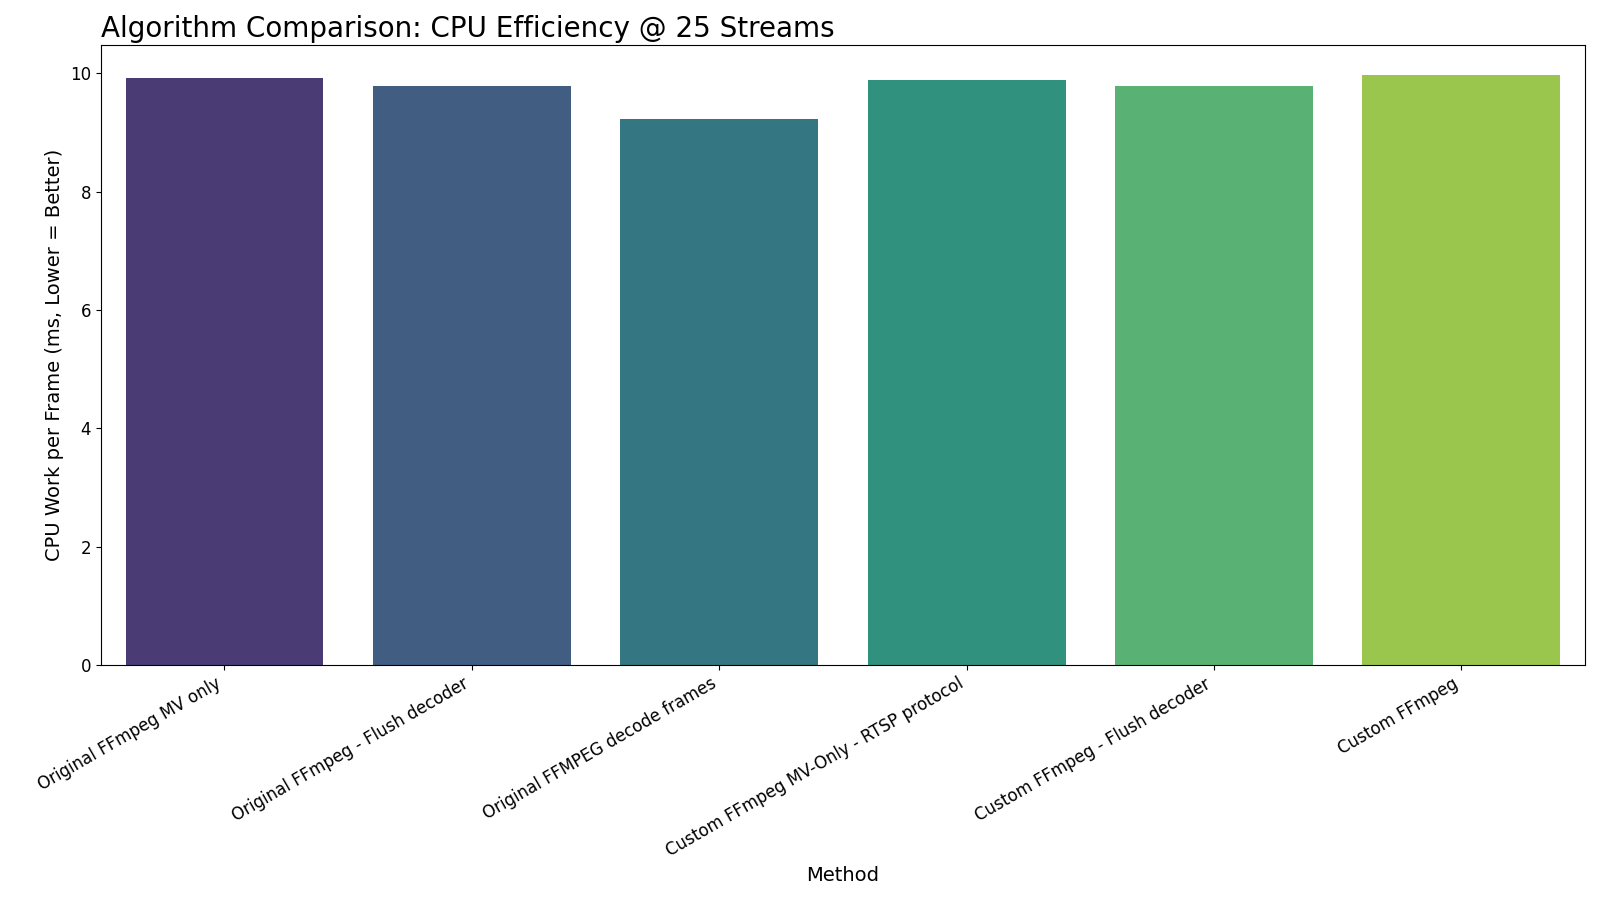 Algorithm Comparison: CPU Efficiency @ 25 Streams
CPU Work per Frame (ms, Lower = Better)
10
8
6
4
2
0
Original FFmpeg MV only
Original FFmpeg - Flush decoder
Original FFMPEG decode frames
Custom FFmpeg MV-Only - RTSP protocol
Custom FFmpeg - Flush decoder
Custom FFmpeg
Method